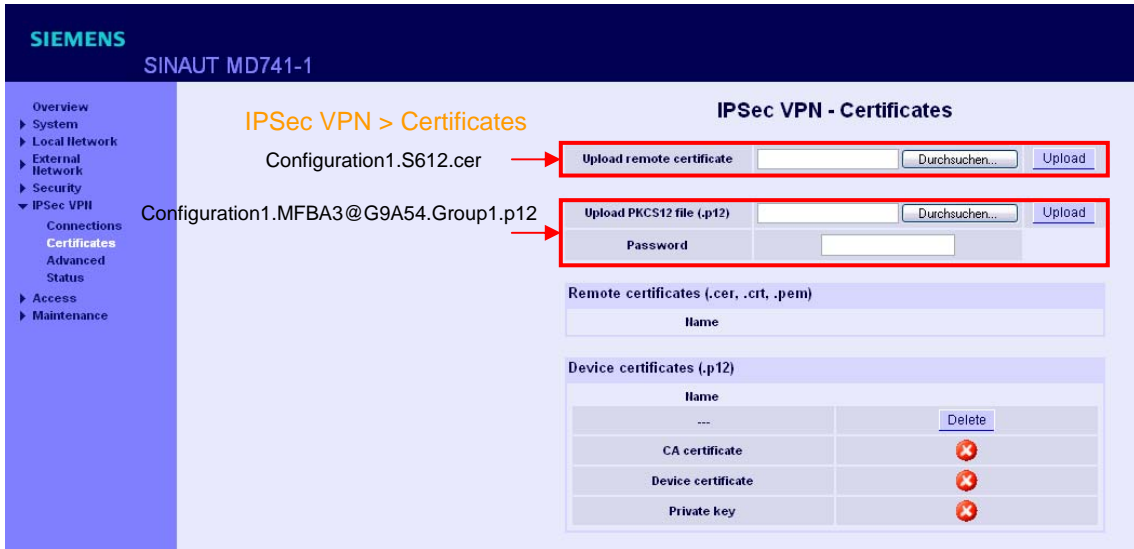 SIEMENS
SINAUT MD741-1
Overview
System
Local Network
External
Network
Security
IPSec VPN
Connections
Certificates
Advanced
Status
Access
Maintenance
IPSec VPN > Certificates
Configuration1.S612.cer
Configuration1.MFBA3@G9A54.Group1.p12
IPSec VPN - Certificates
Upload remote certificate Durchsuchen... Upload
Upload PKCS12 file (.p12) Durchsuchen... Upload
Password
Remote certificates (.cer, .crt, .pem)
Name
Device certificates (.p12)
Name
--- Delete
CA certificate
Device certificate
Private key